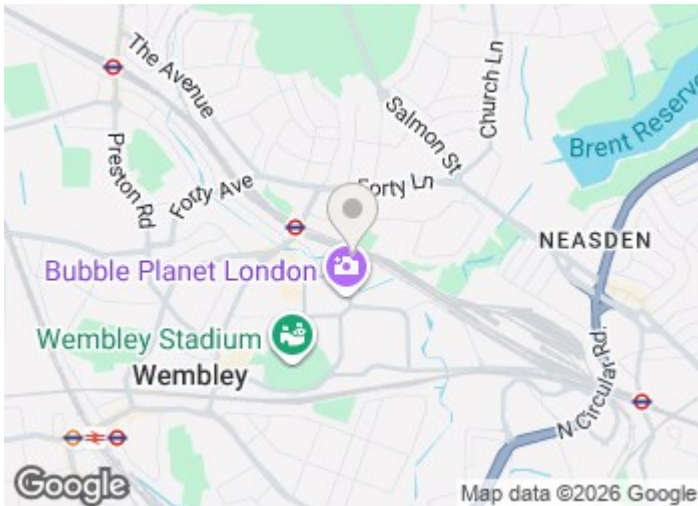 The Avenue
Church Ln
Salmon St
Brent Reserve
Preston Rd
Forty Ave
Forty Ln
NEASDEN
Bubble Planet London
Wembley Stadium
Wembley
N Circular Rd.
Google
Map data ©2026 Google